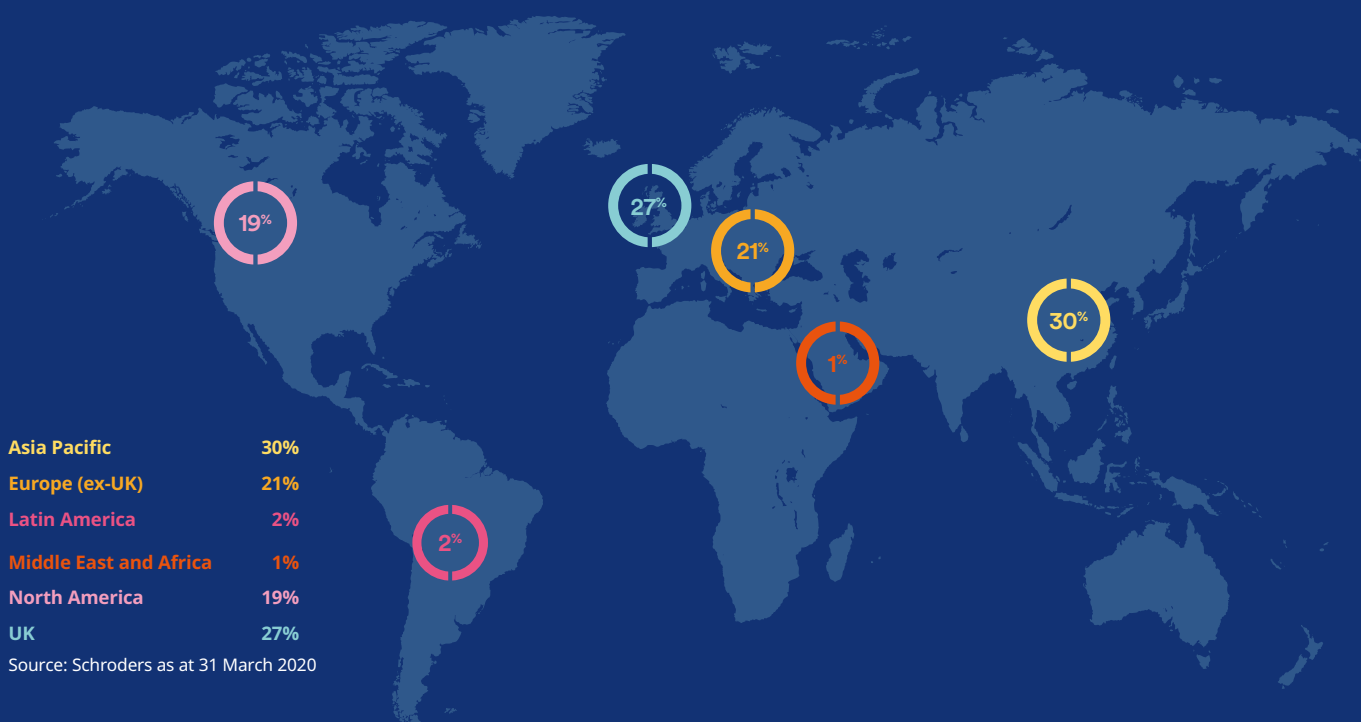 19%
27%
21%
30%
1%
2%
Asia Pacific 30%
Europe (ex-UK) 21%
Latin America 2%
Middle East and Africa 1%
North America 19%
UK 27%
Source: Schroders as at 31 March 2020